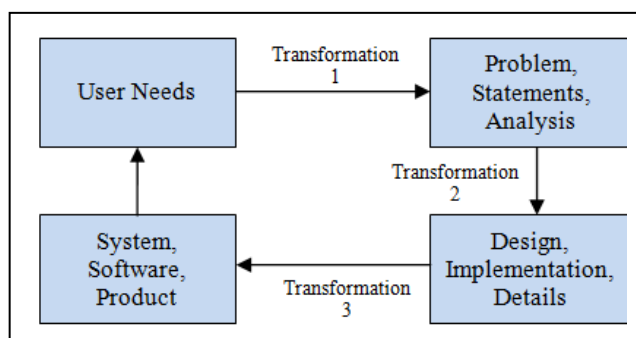 User Needs
Transformation
1
Problem,
Statements,
Analysis
Transformation
2
Design,
Implementation,
Details
Transformation
3
System,
Software,
Product